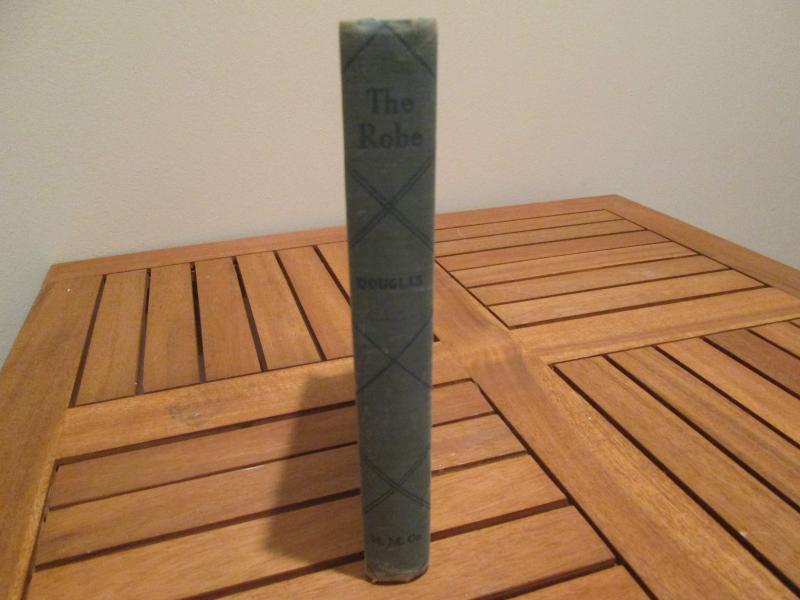 The
Robe
DOUGLAS
H. M. Co